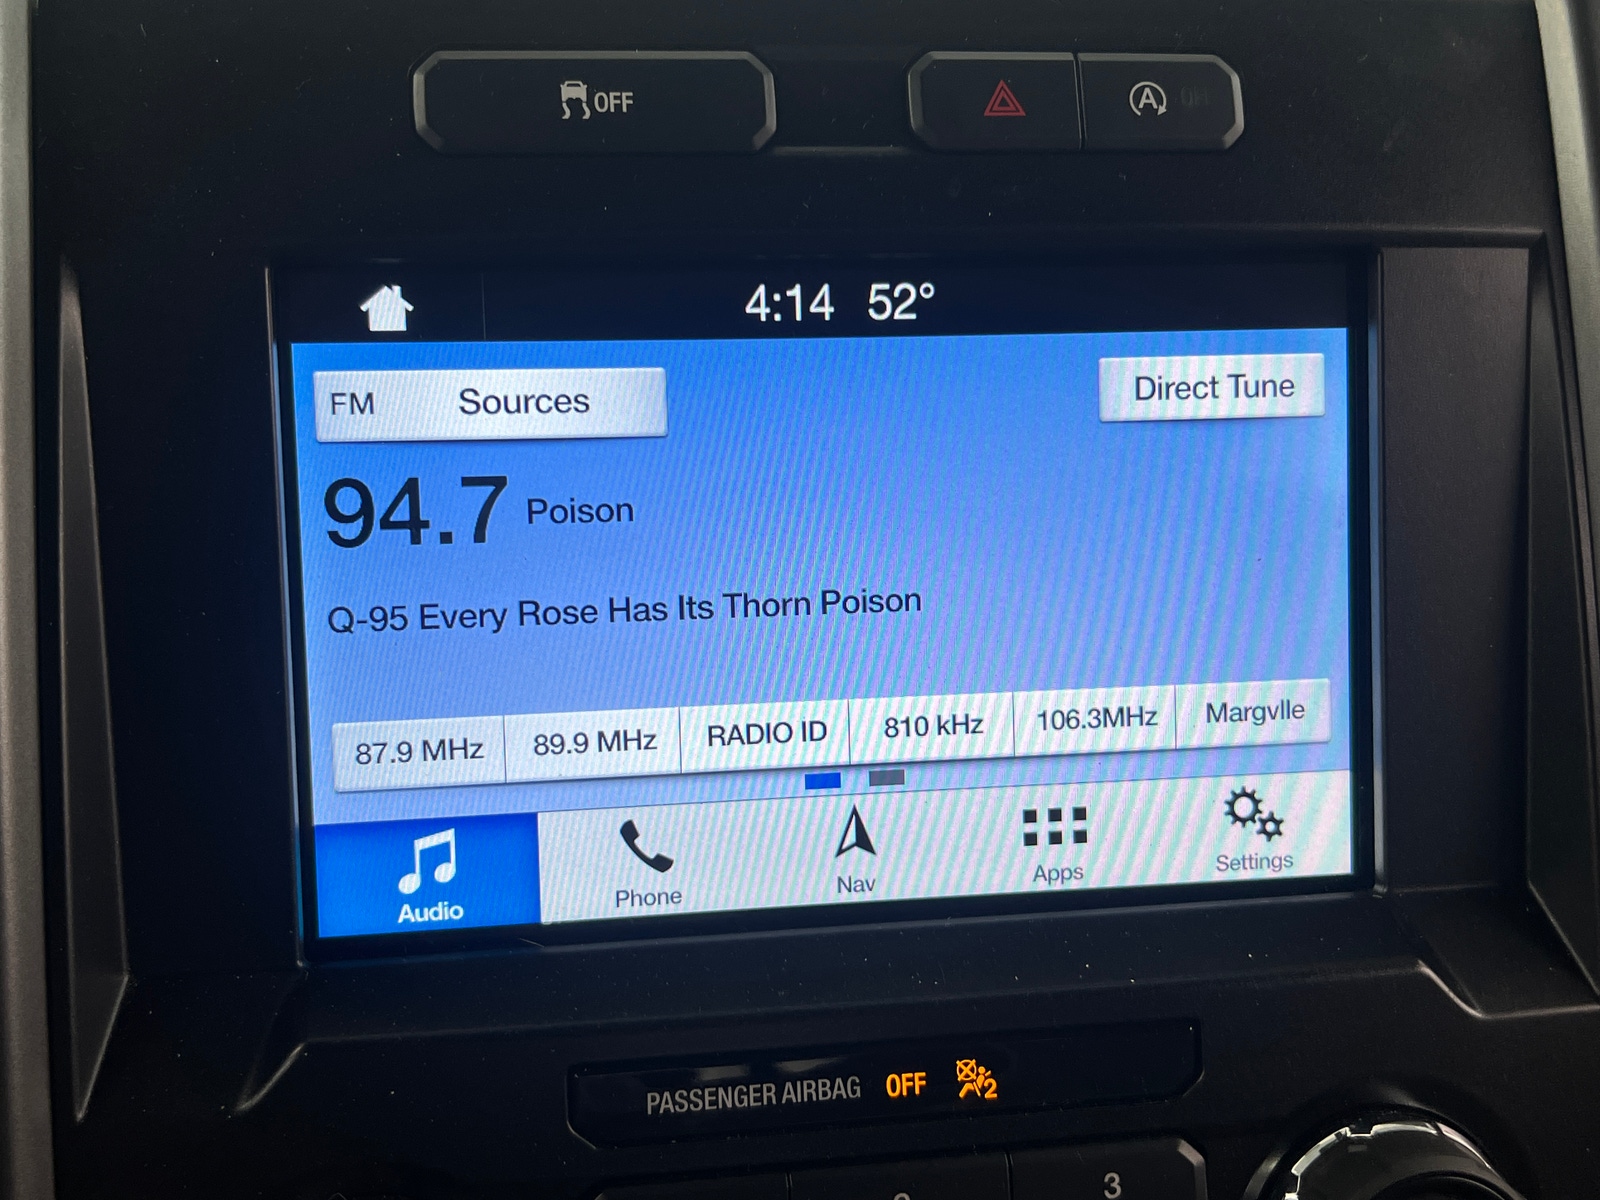 OFF
A OFF
4:14 52°
FM Sources Direct Tune
94.7 Poison
Q-95 Every Rose Has Its Thorn Poison
87.9 MHz 89.9 MHz RADIO ID 810 kHz 106.3MHz Margvlle
Audio Phone Nav Apps Settings
PASSENGER AIRBAG OFF 2
3